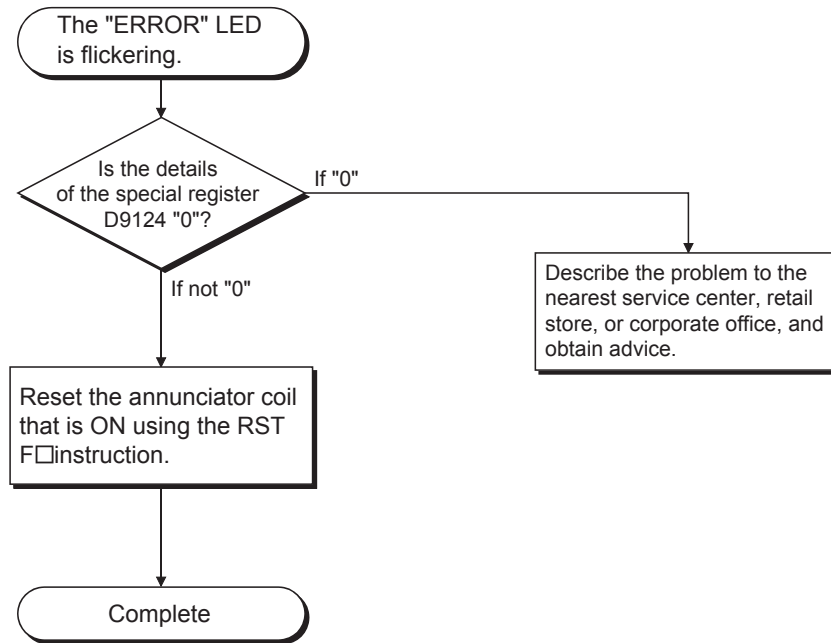 The "ERROR" LED
is flickering.
Is the details
of the special register
D9124 "0"?
If "0"
If not "0"
Describe the problem to the
nearest service center, retail
store, or corporate office, and
obtain advice.
Reset the annunciator coil
that is ON using the RST
F□instruction.
Complete